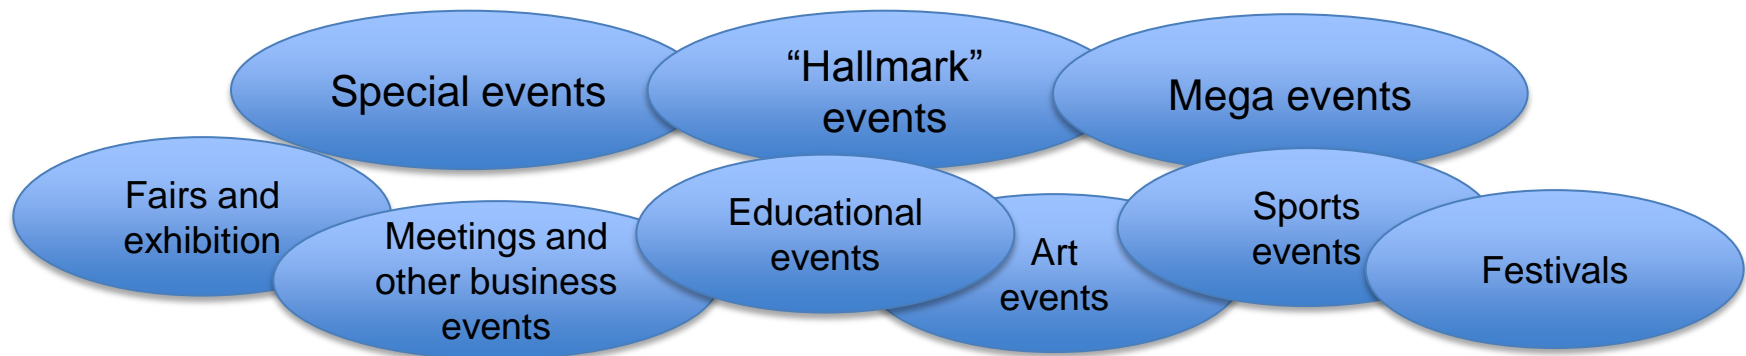 Special events
“Hallmark”
events
Mega events
Fairs and
exhibition
Meetings and
other business
events
Educational
events
Art
events
Sports
events
Festivals